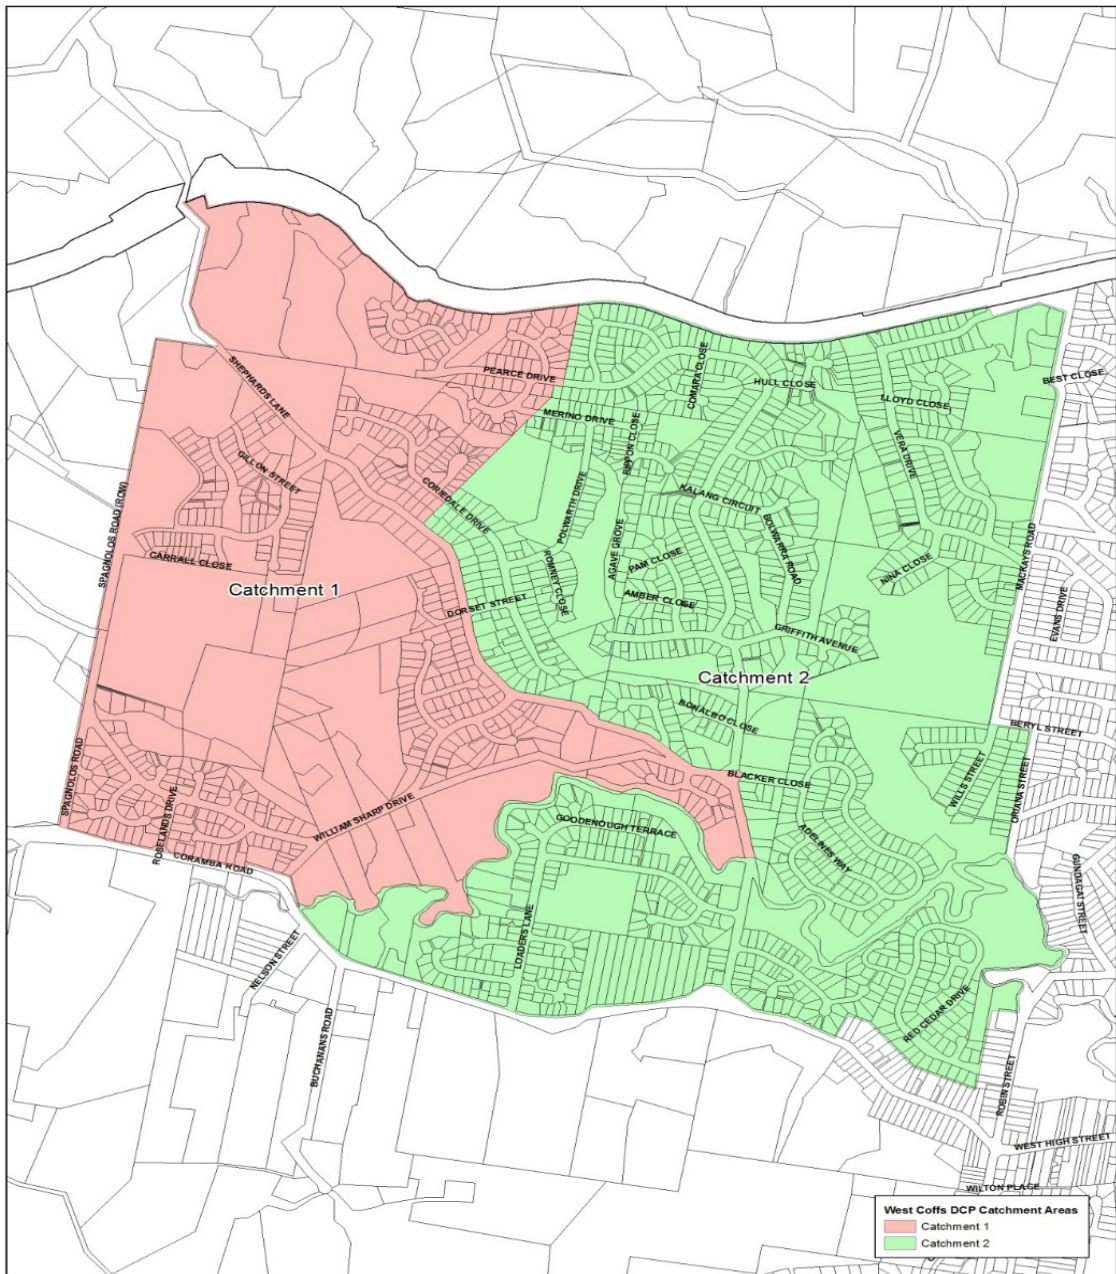 COMARA CLOSE
BEST CLOSE
SHEPHARDS LANE
PEARCE DRIVE
HULL CLOSE
LLOYD CLOSE
MERINO DRIVE
RIPPON CLOSE
VERA DRIVE
GILLON STREET
CORIEDALE DRIVE
POLWARTH DRIVE
KALANG CIRCUIT
BOLWARRA ROAD
SPAGNOLOS ROAD (ROW)
MACKAYS ROAD
CARRALL CLOSE
Catchment 1
ROMNEY CLOSE
AGAVE GROVE
PAM CLOSE
NINA CLOSE
DORSET STREET
AMBER CLOSE
EVANS DRIVE
GRIFFITH AVENUE
Catchment 2
BONALBO CLOSE
BERYL STREET
SPAGNOLOS ROAD
BLACKER CLOSE
WILLS STREET
ORIANA STREET
ROSELANDS DRIVE
WILLIAM SHARP DRIVE
GOODENOUGH TERRACE
ADELINES WAY
CORAMBA ROAD
GUNDAGAI STREET
NELSON STREET
LOADERS LANE
RED CEDAR DRIVE
BUCHANANS ROAD
ROBIN STREET
WEST HIGH STREET
WILTON PLACE
West Coffs DCP Catchment Areas
Catchment 1
Catchment 2